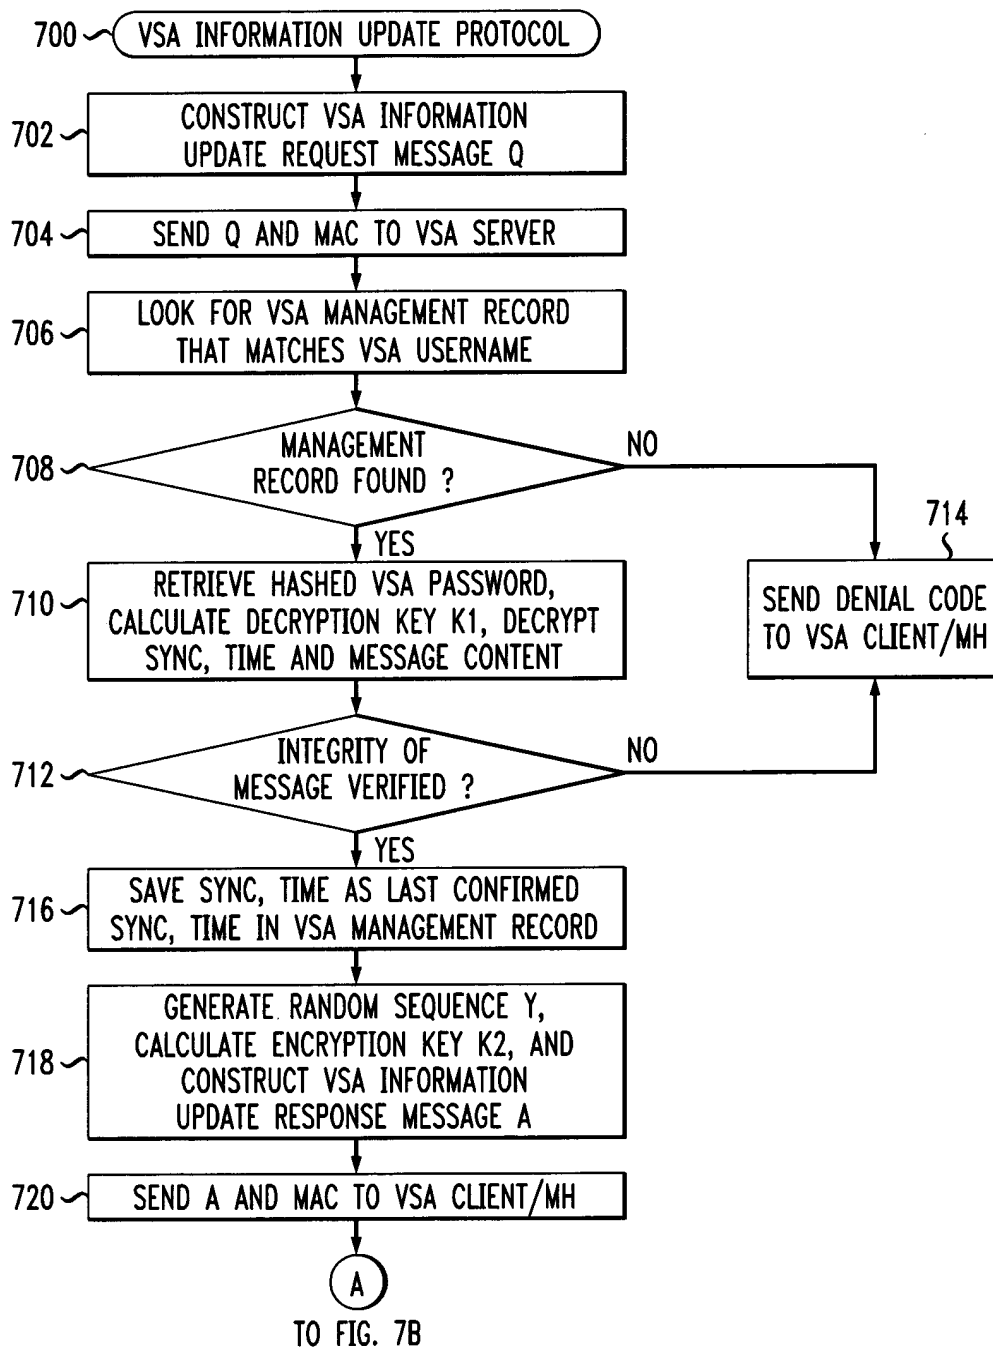 700
VSA INFORMATION UPDATE PROTOCOL
702
CONSTRUCT VSA INFORMATION
UPDATE REQUEST MESSAGE Q
704
SEND Q AND MAC TO VSA SERVER
706
LOOK FOR VSA MANAGEMENT RECORD
THAT MATCHES VSA USERNAME
708
MANAGEMENT
RECORD FOUND ?
NO
YES
710
RETRIEVE HASHED VSA PASSWORD,
CALCULATE DECRYPTION KEY K1, DECRYPT
SYNC, TIME AND MESSAGE CONTENT
714
SEND DENIAL CODE
TO VSA CLIENT/MH
712
INTEGRITY OF
MESSAGE VERIFIED ?
NO
YES
716
SAVE SYNC, TIME AS LAST CONFIRMED
SYNC, TIME IN VSA MANAGEMENT RECORD
718
GENERATE RANDOM SEQUENCE Y,
CALCULATE ENCRYPTION KEY K2, AND
CONSTRUCT VSA INFORMATION
UPDATE RESPONSE MESSAGE A
720
SEND A AND MAC TO VSA CLIENT/MH
A
TO FIG. 7B